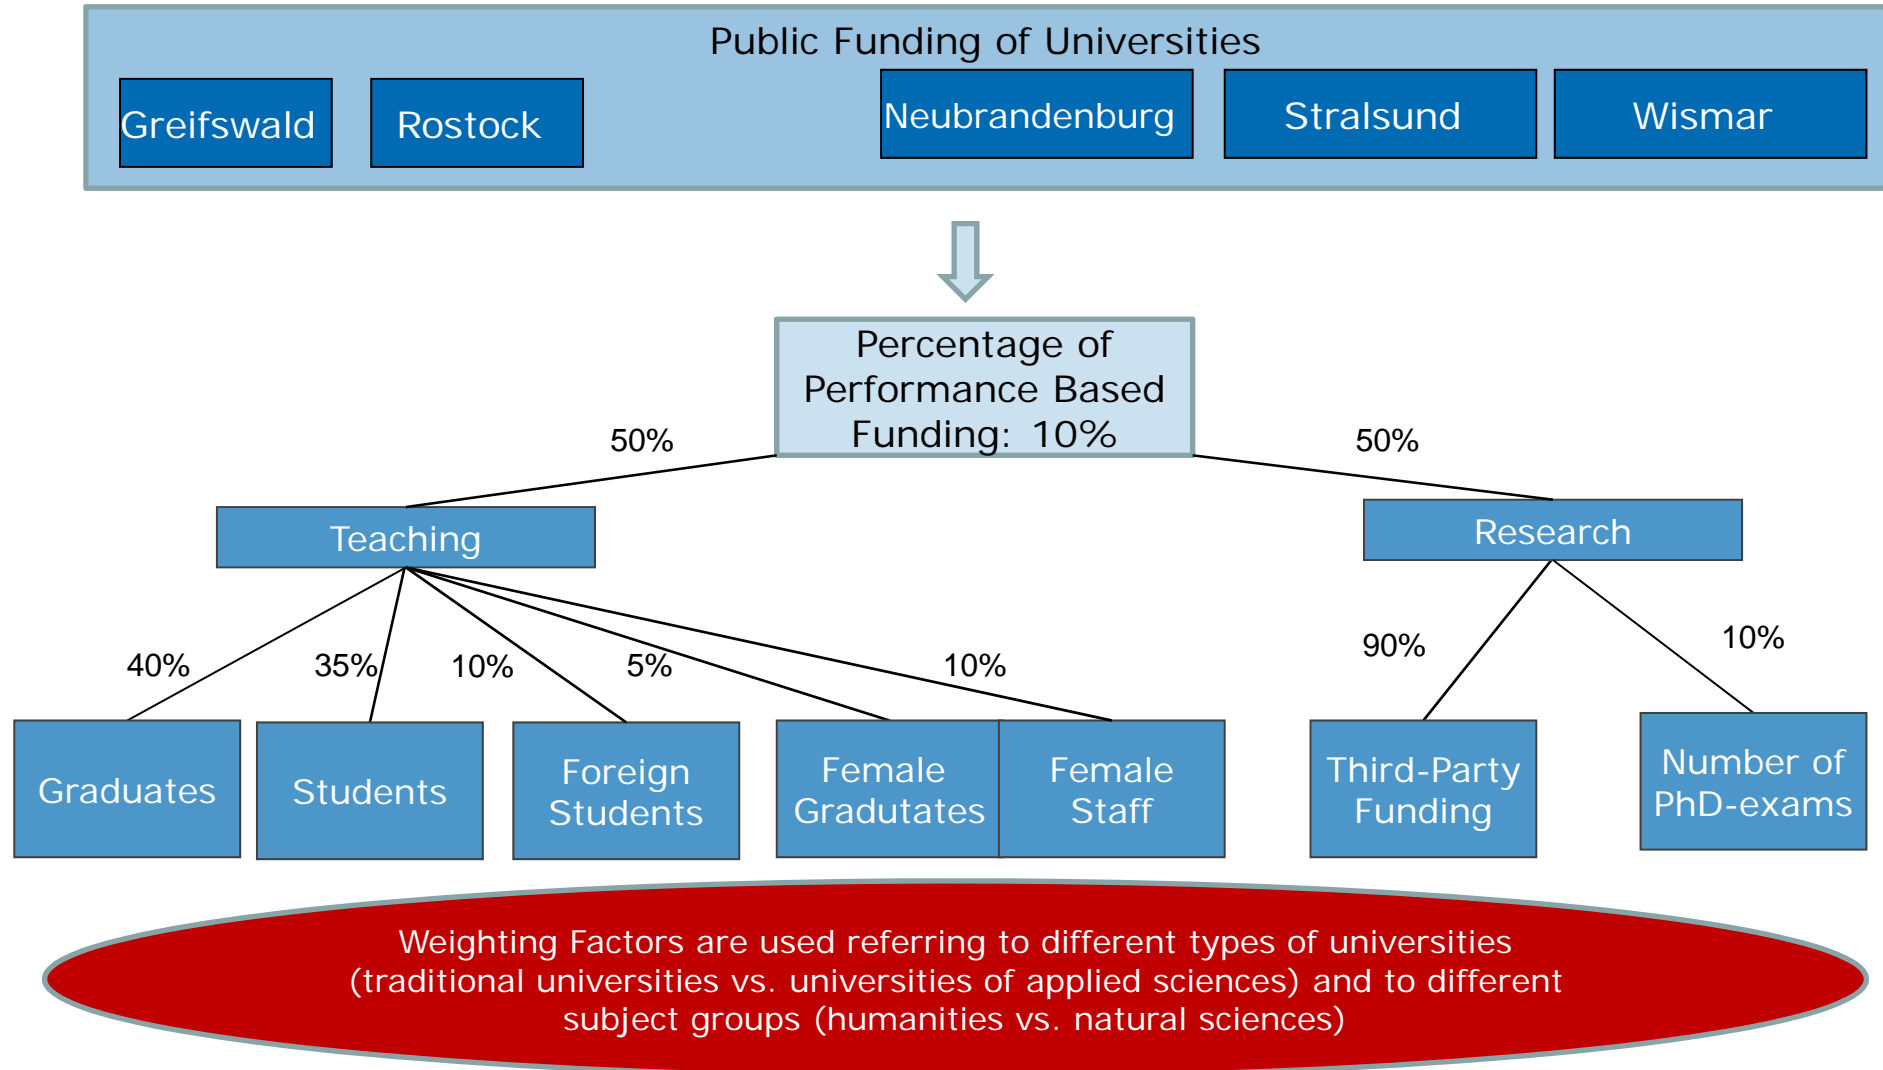 Public Funding of Universities
Greifswald
Rostock
Neubrandenburg
Stralsund
Wismar
Percentage of
Performance Based
Funding: 10%
50%
50%
Teaching
Research
40%
35%
10%
5%
10%
90%
10%
Graduates
Students
Foreign
Students
Female
Gradutates
Female
Staff
Third-Party
Funding
Number of
PhD-exams
Weighting Factors are used referring to different types of universities
(traditional universities vs. universities of applied sciences) and to different
subject groups (humanities vs. natural sciences)